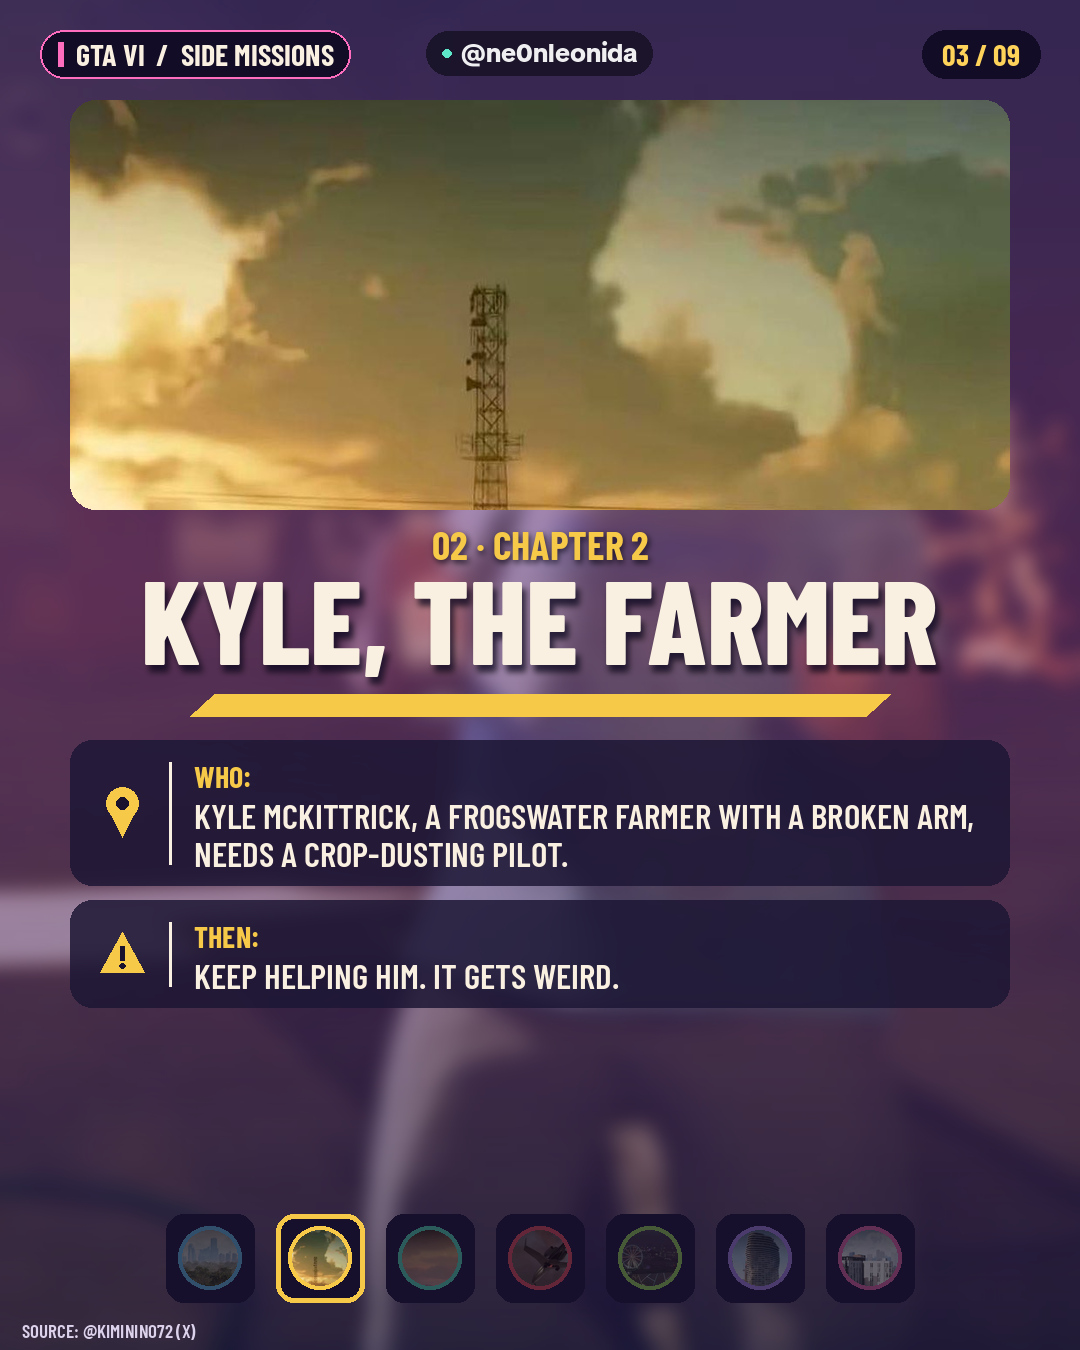 GTA VI / SIDE MISSIONS
@ne0nleonida
03 / 09
02 · CHAPTER 2
KYLE, THE FARMER
WHO:
KYLE MCKITTRICK, A FROGSWATER FARMER WITH A BROKEN ARM,
NEEDS A CROP-DUSTING PILOT.
THEN:
KEEP HELPING HIM. IT GETS WEIRD.
SOURCE: @KIMININO72 (X)